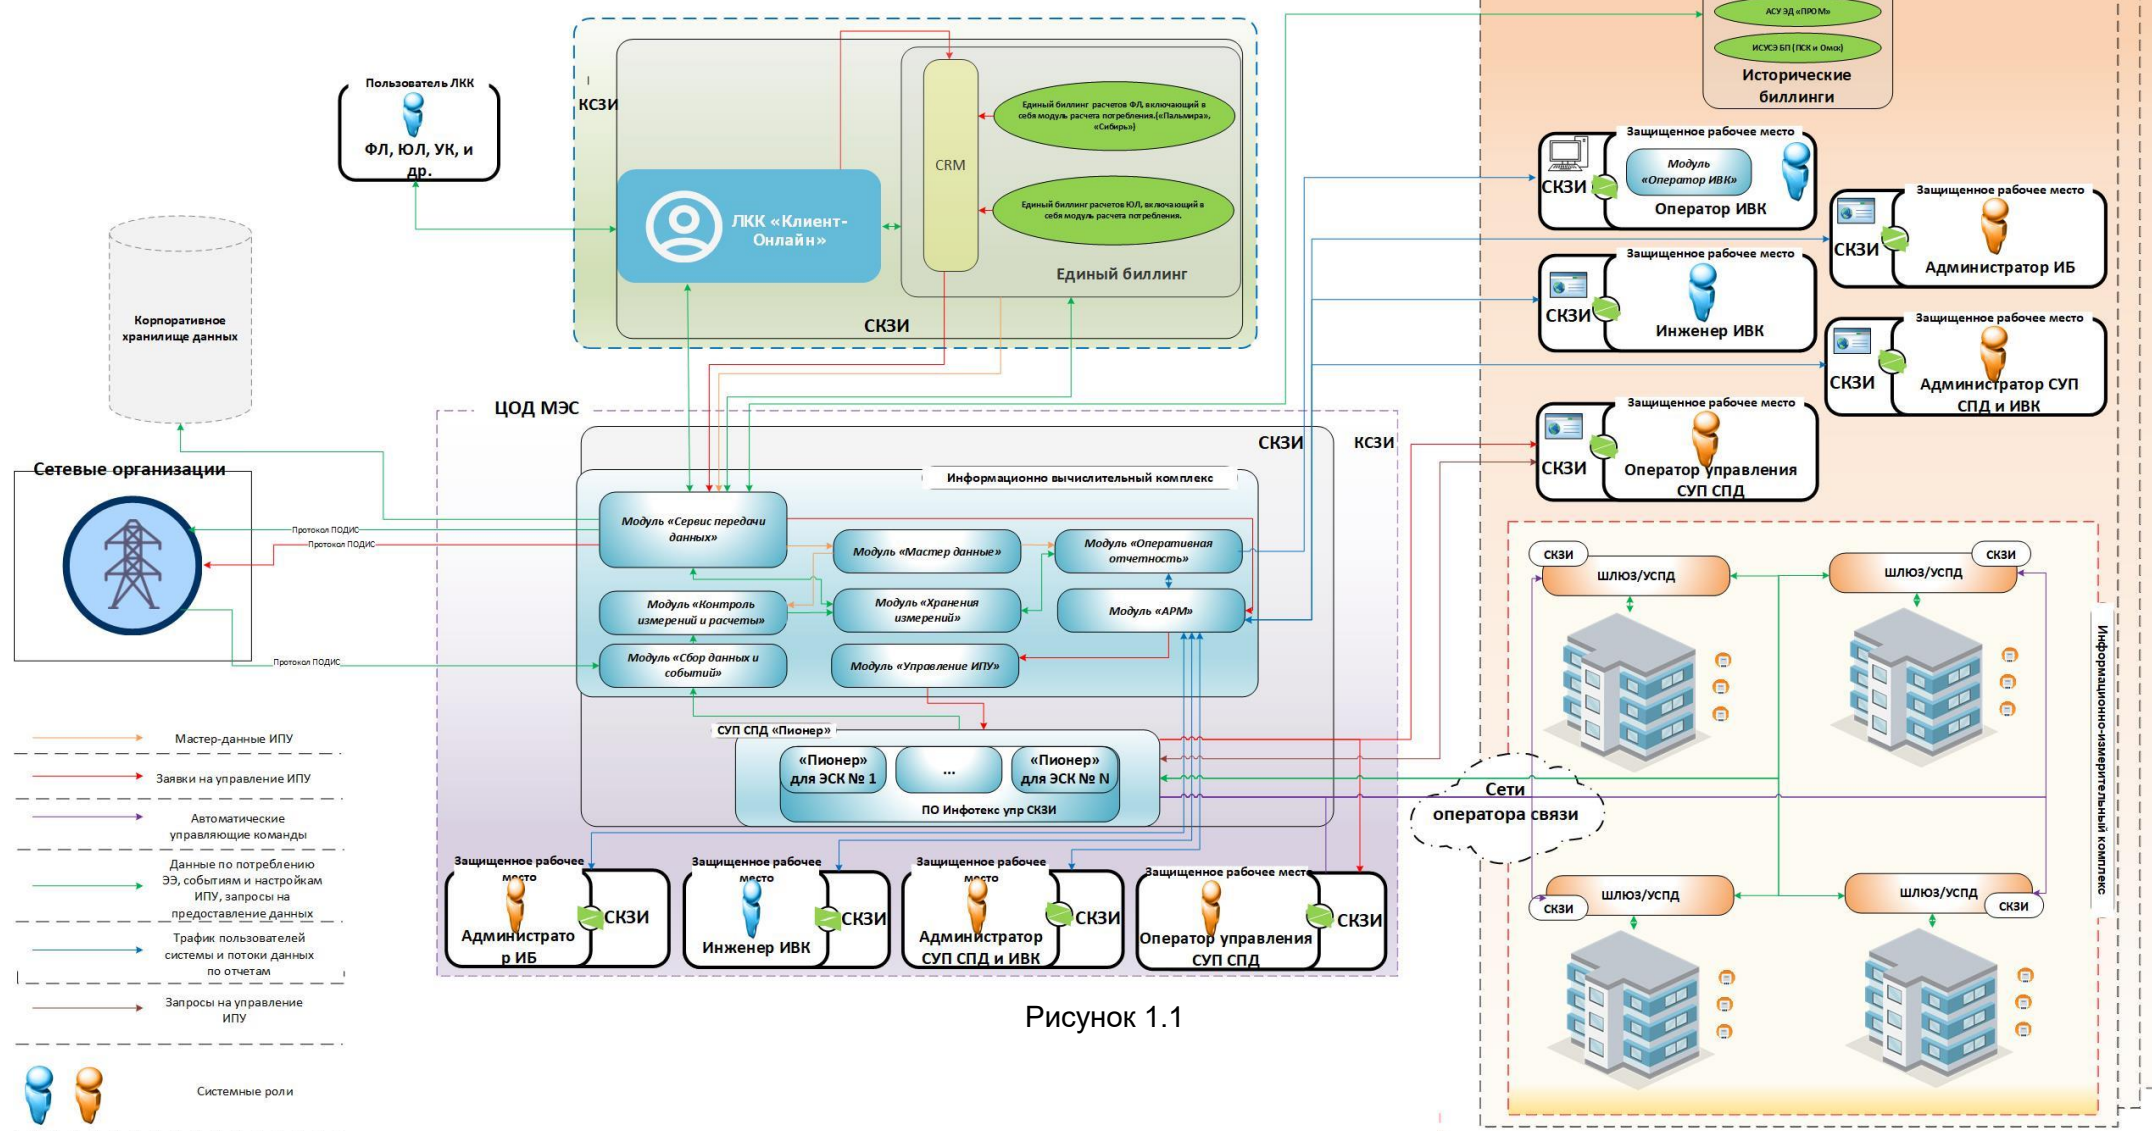 АСУ ЭД «ПРОМ»
ИСУСЭ БП (ПСК и Омск)
Исторические
биллинги
Пользователь ЛКК
ФЛ, ЮЛ, УК, и
др.
КСЗИ
ЛКК «Клиент-
Онлайн»
CRM
Единый биллинг расчетов ФЛ, включающий в
себя модуль расчета потребления.(«Пальмира»,
«Сибирь»)
Единый биллинг расчетов ЮЛ, включающий в
себя модуль расчета потребления.
Единый биллинг
СКЗИ
Защищенное рабочее место
СКЗИ
Модуль
«Оператор ИВК»
Оператор ИВК
Защищенное рабочее место
СКЗИ
Администратор ИБ
Защищенное рабочее место
СКЗИ
Инженер ИВК
Защищенное рабочее место
СКЗИ
Администратор СУП
СПД и ИВК
Защищенное рабочее место
СКЗИ
Оператор управления
СУП СПД
Корпоративное
хранилище данных
Сетевые организации
Протокол ПОДИС
Протокол ПОДИС
Протокол ПОДИС
ЦОД МЭС
СКЗИ
КСЗИ
Информационно вычислительный комплекс
Модуль «Сервис передачи
данных»
Модуль «Мастер данные»
Модуль «Оперативная
отчетность»
Модуль «Контроль
измерений и расчеты»
Модуль «Хранения
измерений»
Модуль «АРМ»
Модуль «Сбор данных и
событий»
Модуль «Управление ИПУ»
СУП СПД «Пионер»
«Пионер»
для ЭСК № 1
...
«Пионер»
для ЭСК № N
ПО Инфотекс упр СКЗИ
Защищенное рабочее
место
СКЗИ
Администрато
р ИБ
Защищенное рабочее
место
СКЗИ
Инженер ИВК
Защищенное рабочее
место
СКЗИ
Администратор
СУП СПД и ИВК
Защищенное рабочее место
СКЗИ
Оператор управления
СУП СПД
Сети
оператора связи
СКЗИ
ШЛЮЗ/УСПД
СКЗИ
ШЛЮЗ/УСПД
ШЛЮЗ/УСПД
СКЗИ
ШЛЮЗ/УСПД
СКЗИ
Информационно-измерительный комплекс
Мастер-данные ИПУ
Заявки на управление ИПУ
Автоматические
управляющие команды
Данные по потреблению
ЭЭ, событиям и настройкам
ИПУ, запросы на
предоставление данных
Трафик пользователей
системы и потоки данных
по отчетам
Запросы на управление
ИПУ
Системные роли
Рисунок 1.1